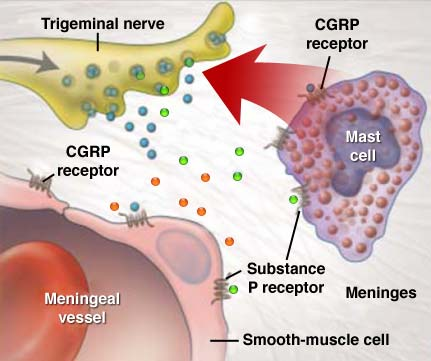 Trigeminal nerve
CGRP
receptor
Mast
cell
CGRP
receptor
Substance
P receptor
Meninges
Meningeal
vessel
Smooth-muscle cell